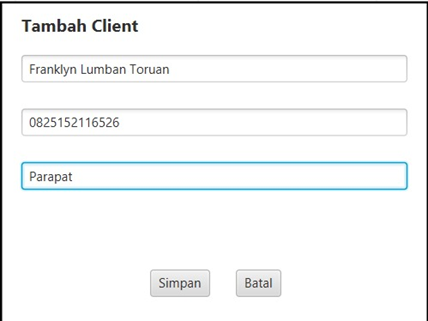 Tambah Client
Franklyn Lumban Toruan
0825152116526
Parapat
Simpan Batal